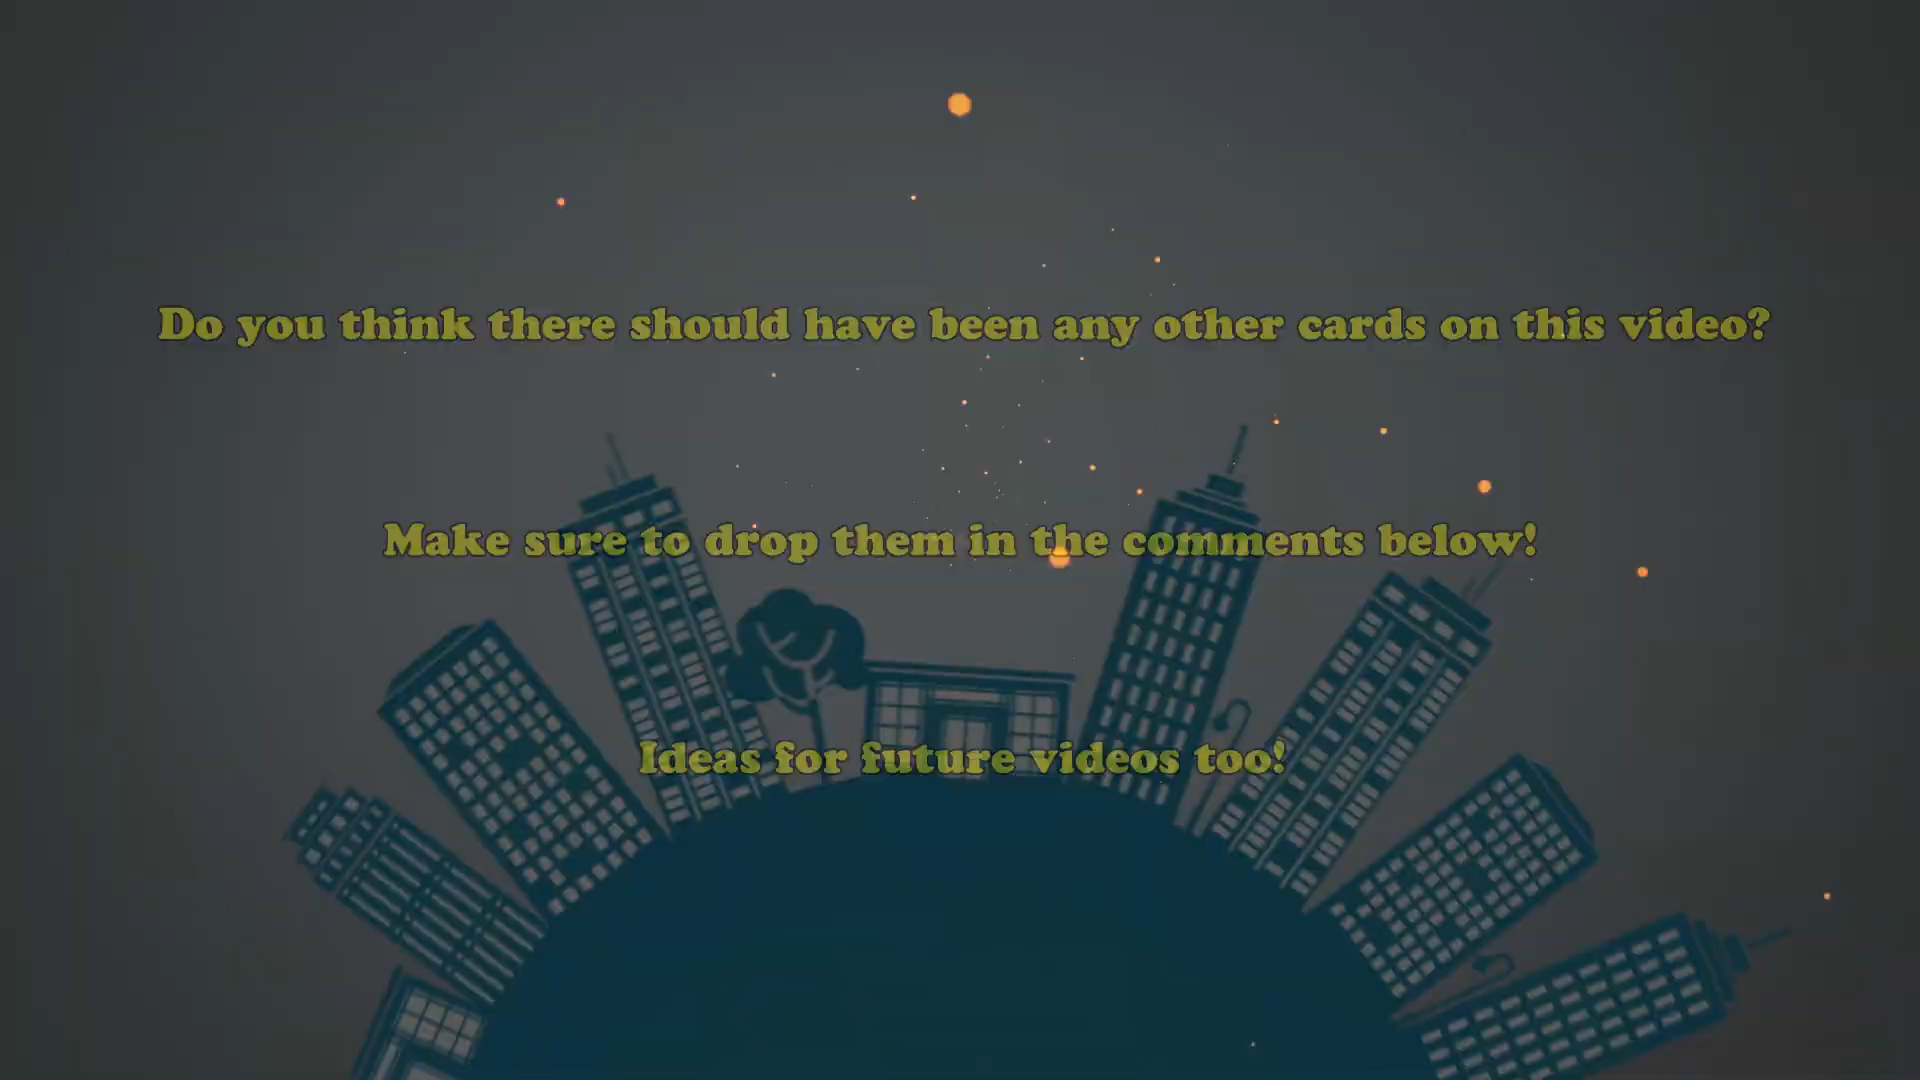 Do you think there should have been any other cards on this video?
Make sure to drop them in the comments below!
Ideas for future videos too!